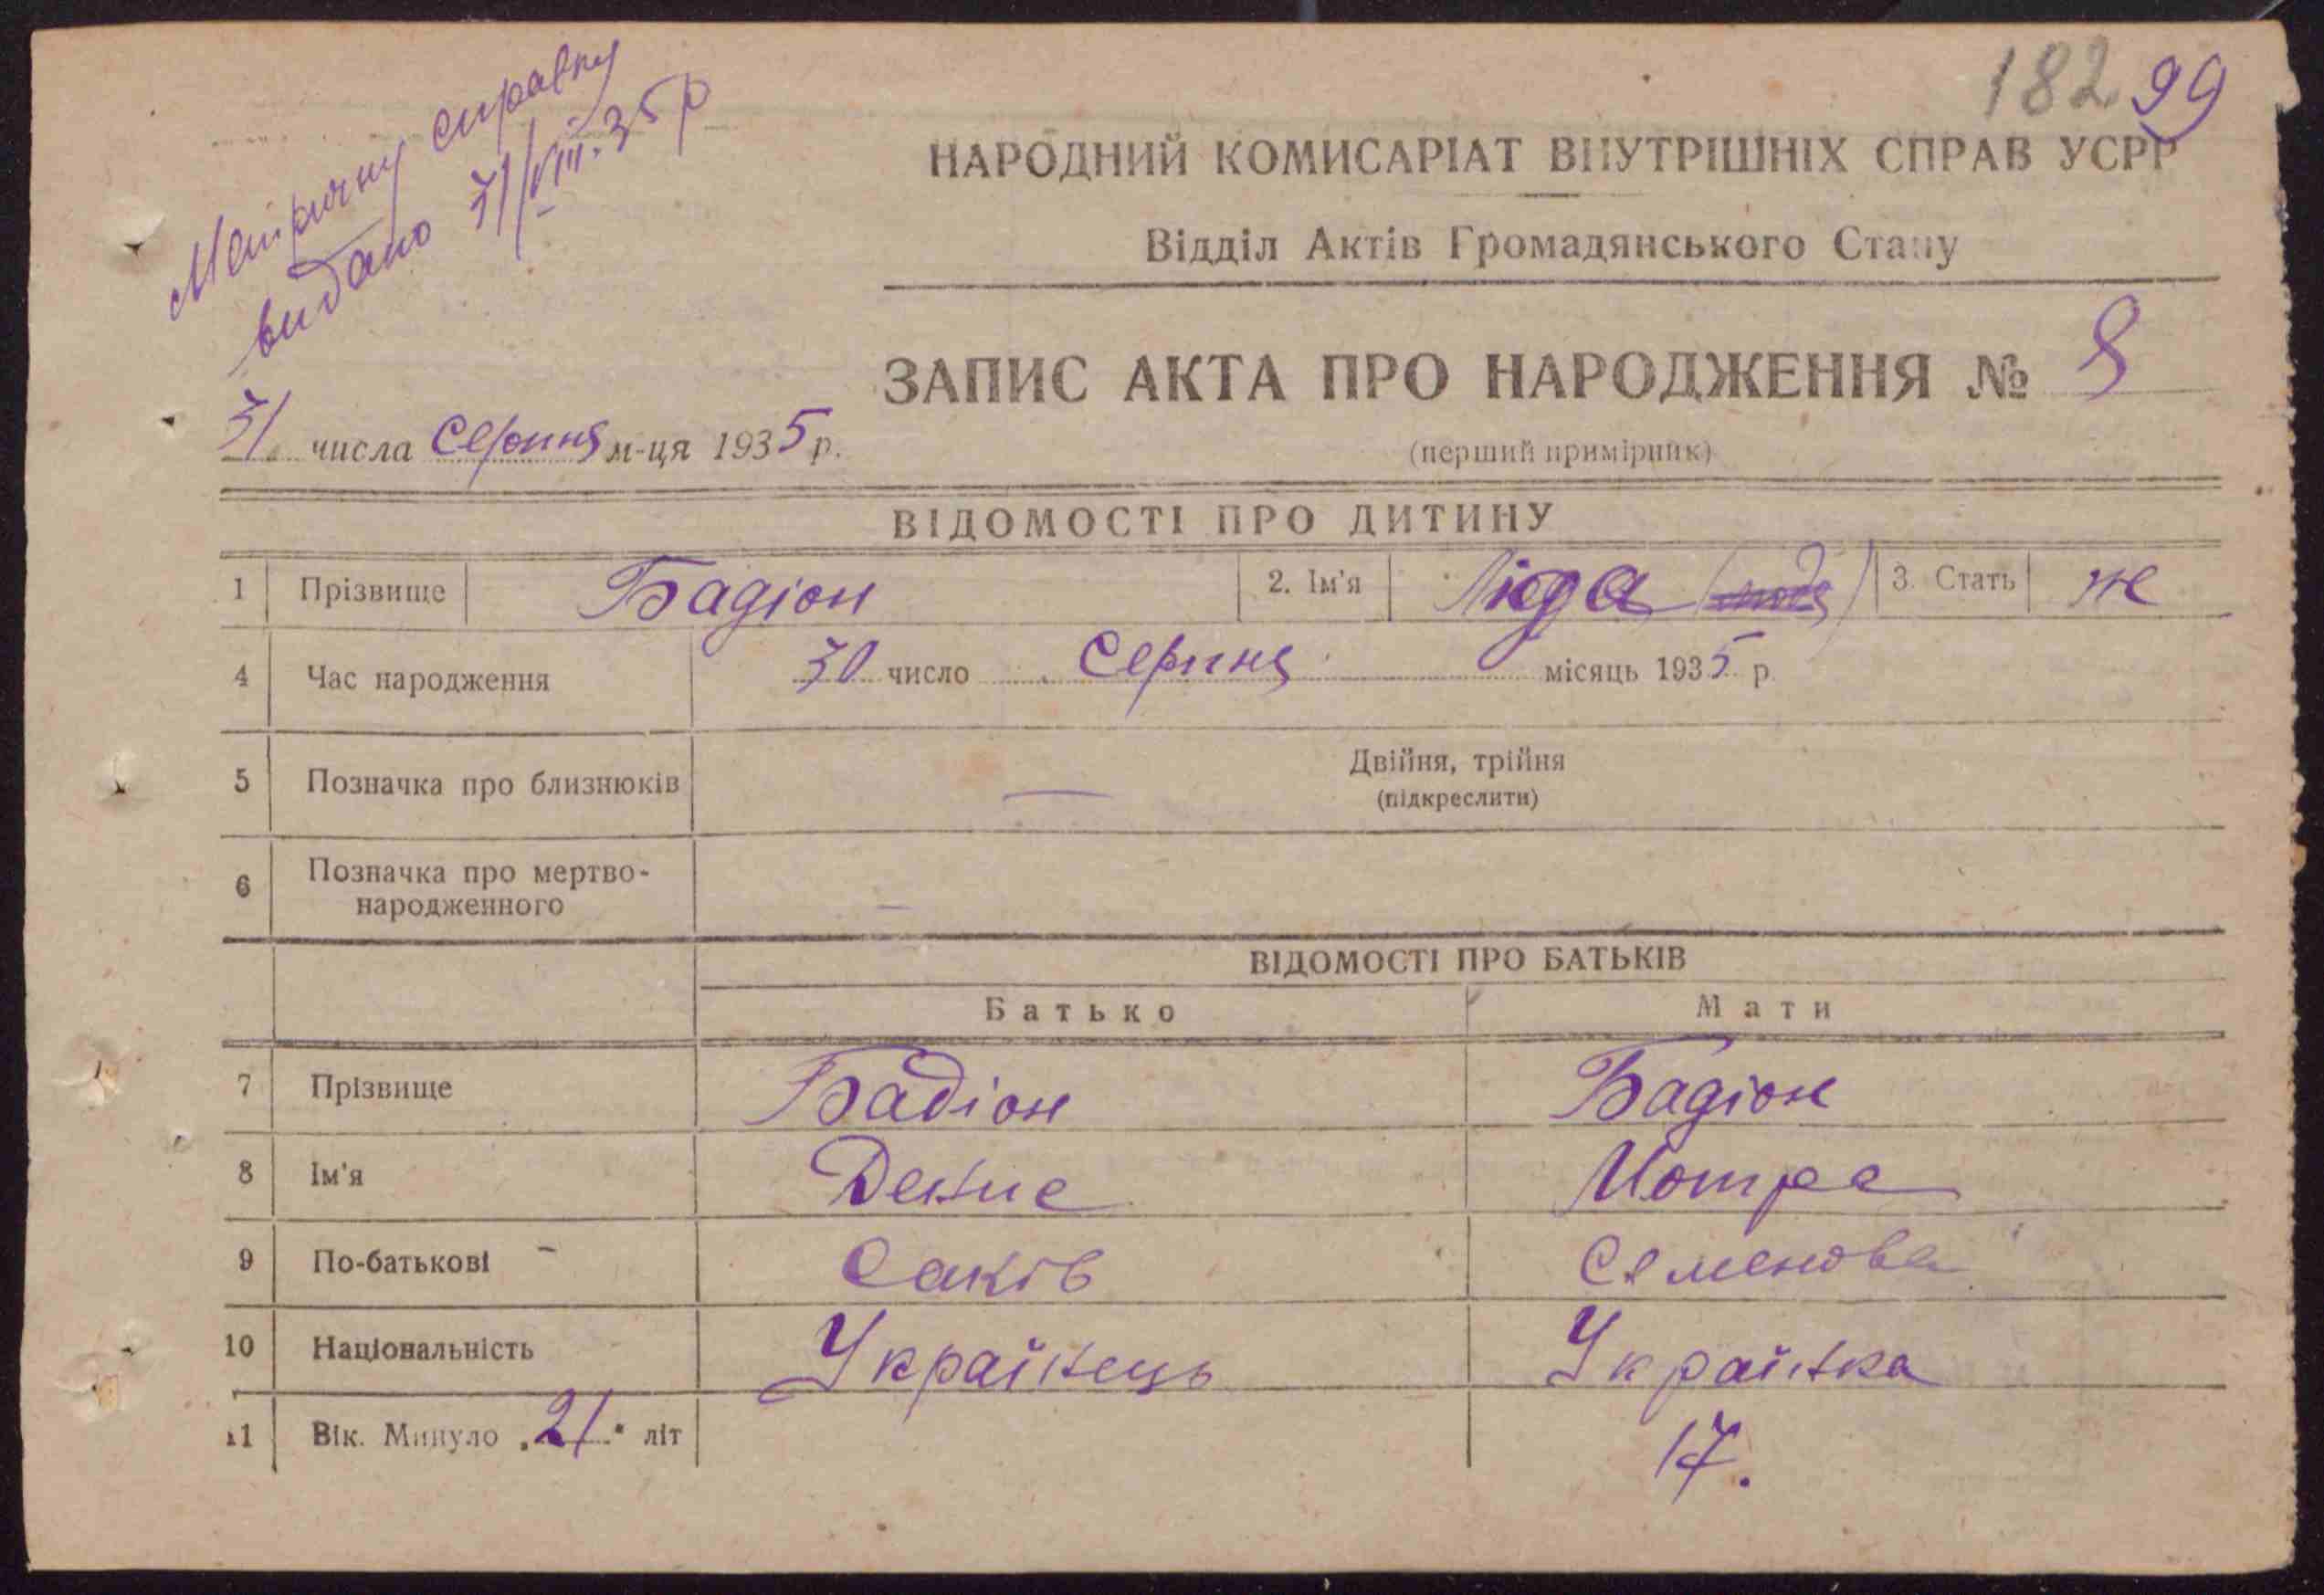 182 99
Метричну справку
видано 31/VIII.35 р
НАРОДНИЙ КОМИСАРІАТ ВНУТРІШНІХ СПРАВ УСРР
Відділ Актів Громадянського Стану
ЗАПИС АКТА ПРО НАРОДЖЕННЯ №
31 числа Серпня м-ця 1935 р.
(перший примірник)
ВІДОМОСТІ ПРО ДИТИНУ
1 Прізвище Бадіон 2. Ім'я Люда 3. Стать ж
4 Час народження 30 число Серпня місяць 1935 р.
5 Позначка про близнюків — Двійня, трійня
(підкреслити)
6 Позначка про мертво-
народженного —
ВІДОМОСТІ ПРО БАТЬКІВ
Батько Мати
7 Прізвище Бадіон Бадіон
8 Ім'я Денис Мотра
9 По-батькові - Саків Семенова
10 Національність Українець Українка
11 Вік. Минуло „21" літ 17.